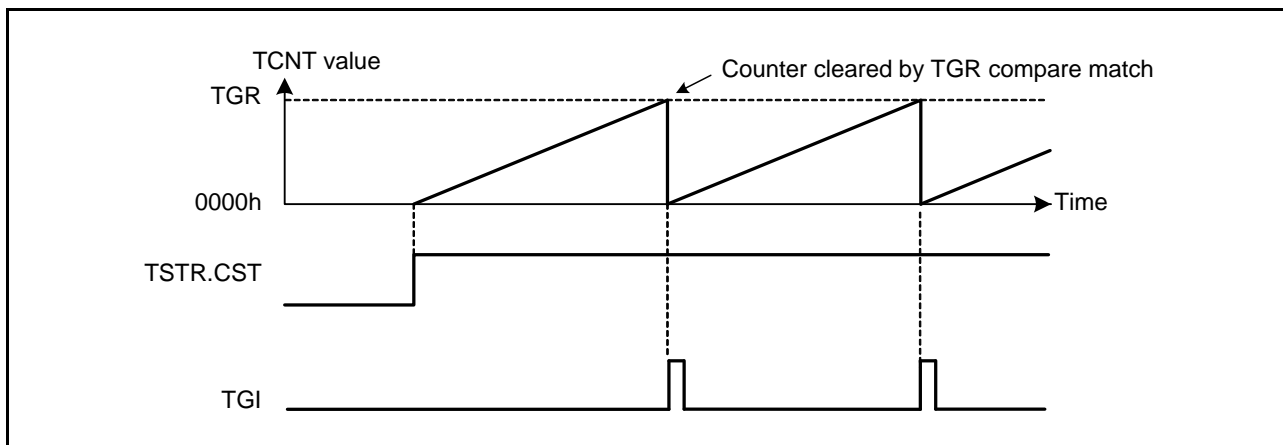 TCNT value
Counter cleared by TGR compare match
TGR
0000h
Time
TSTR.CST
TGI